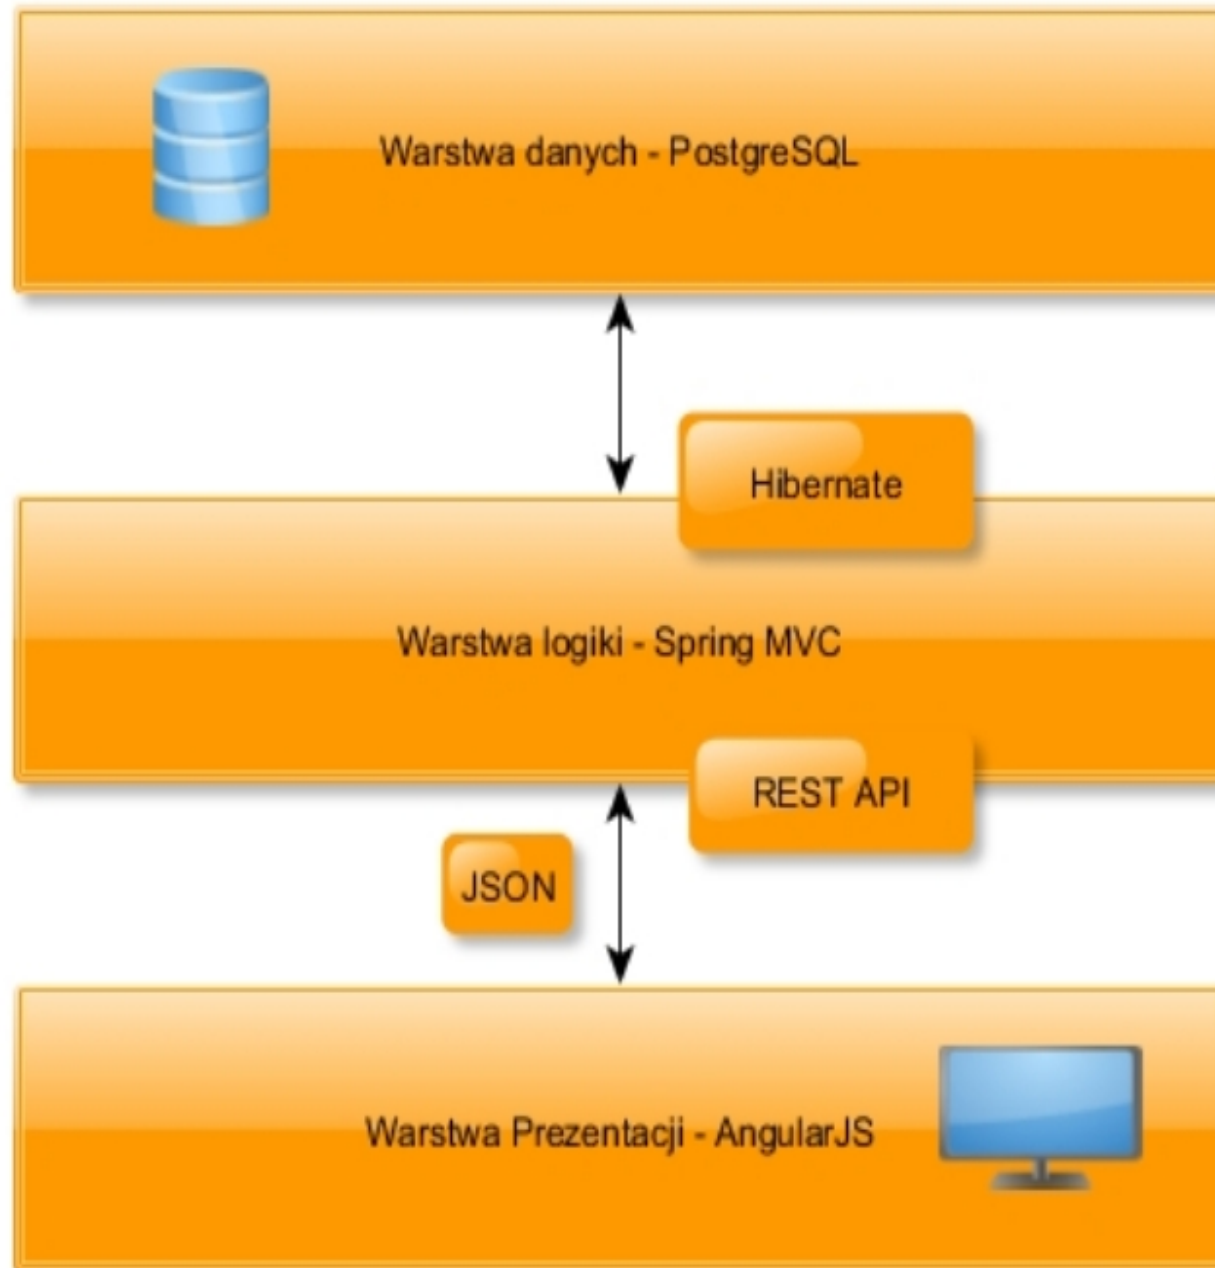 Warstwa danych - PostgreSQL
Hibernate
Warstwa logiki - Spring MVC
REST API
JSON
Warstwa Prezentacji - AngularJS